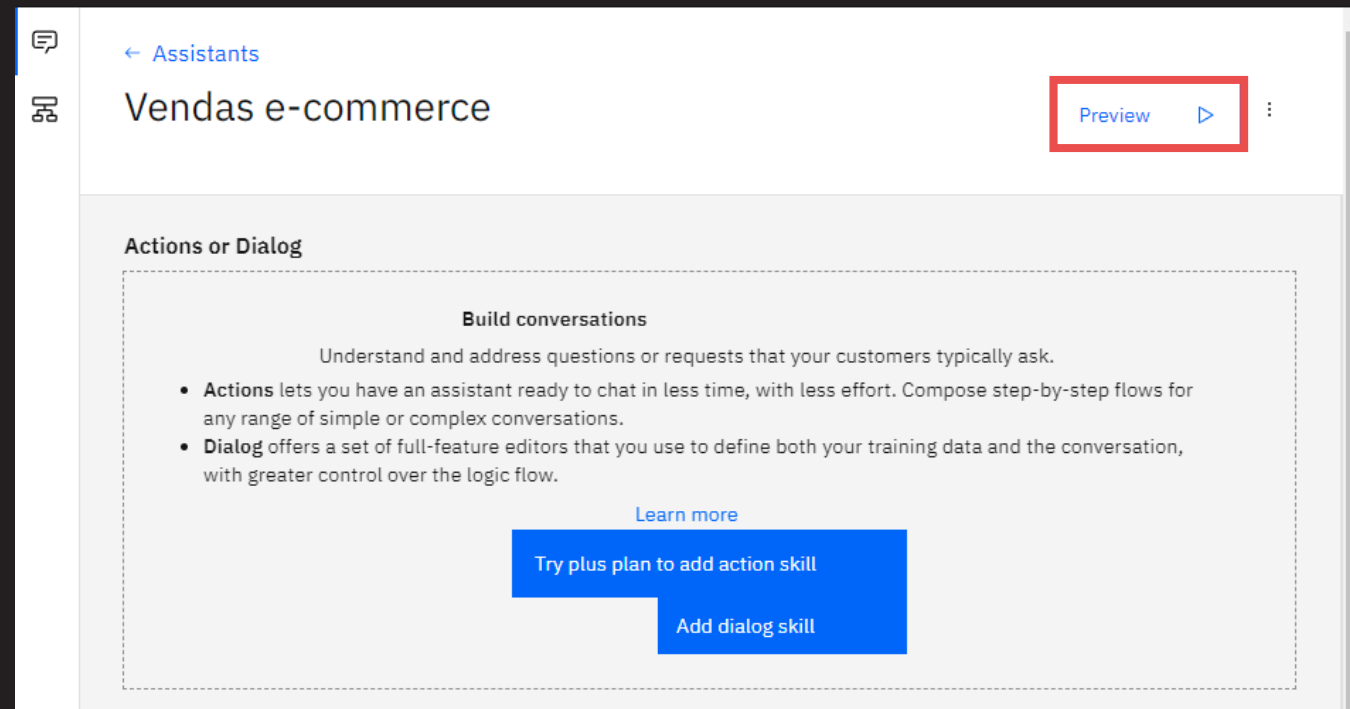 ← Assistants
Vendas e-commerce
Preview
Actions or Dialog
Build conversations
Understand and address questions or requests that your customers typically ask.
• Actions lets you have an assistant ready to chat in less time, with less effort. Compose step-by-step flows for
any range of simple or complex conversations.
• Dialog offers a set of full-feature editors that you use to define both your training data and the conversation,
with greater control over the logic flow.
Learn more
Try plus plan to add action skill
Add dialog skill